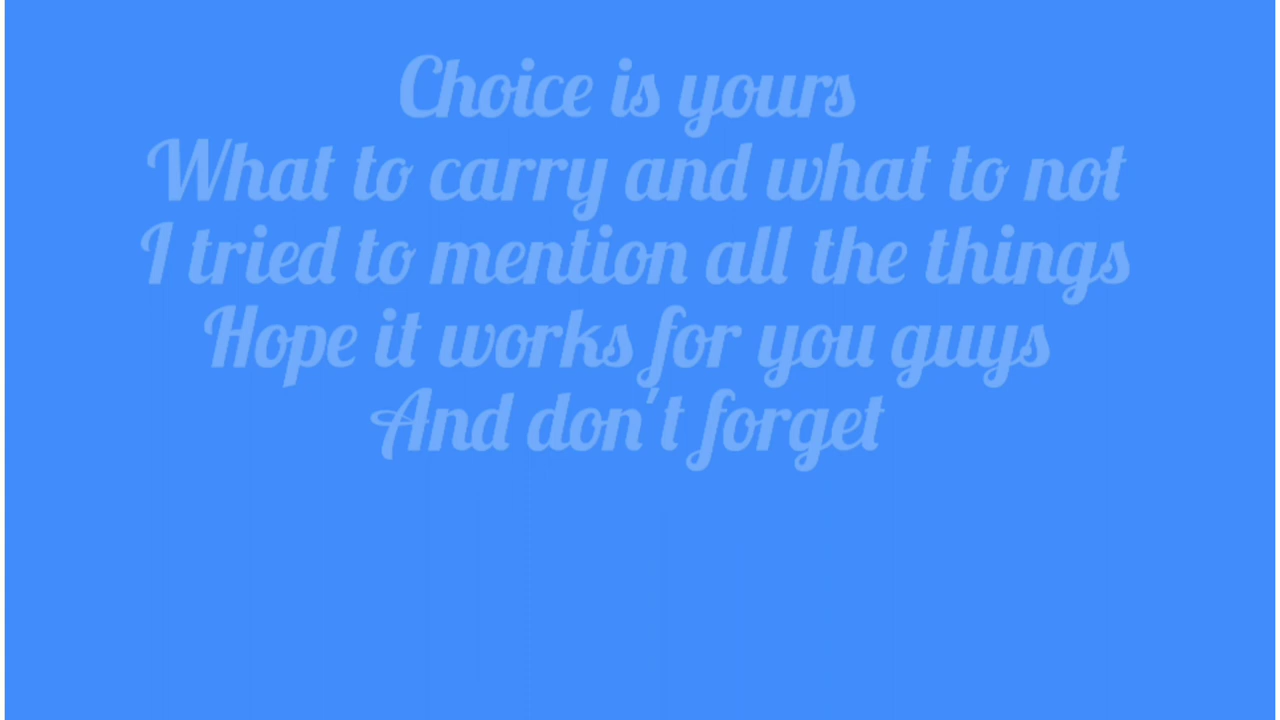 Choice is yours
What to carry and what to not
I tried to mention all the things
Hope it works for you guys
And don't forget